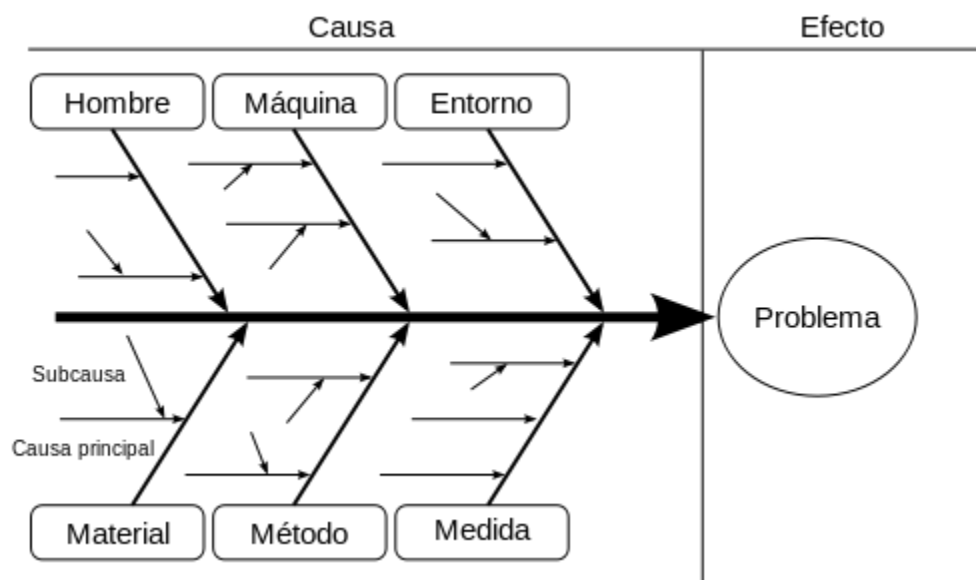 Causa
Efecto
Hombre
Máquina
Entorno
Problema
Subcausa
Causa principal
Material
Método
Medida